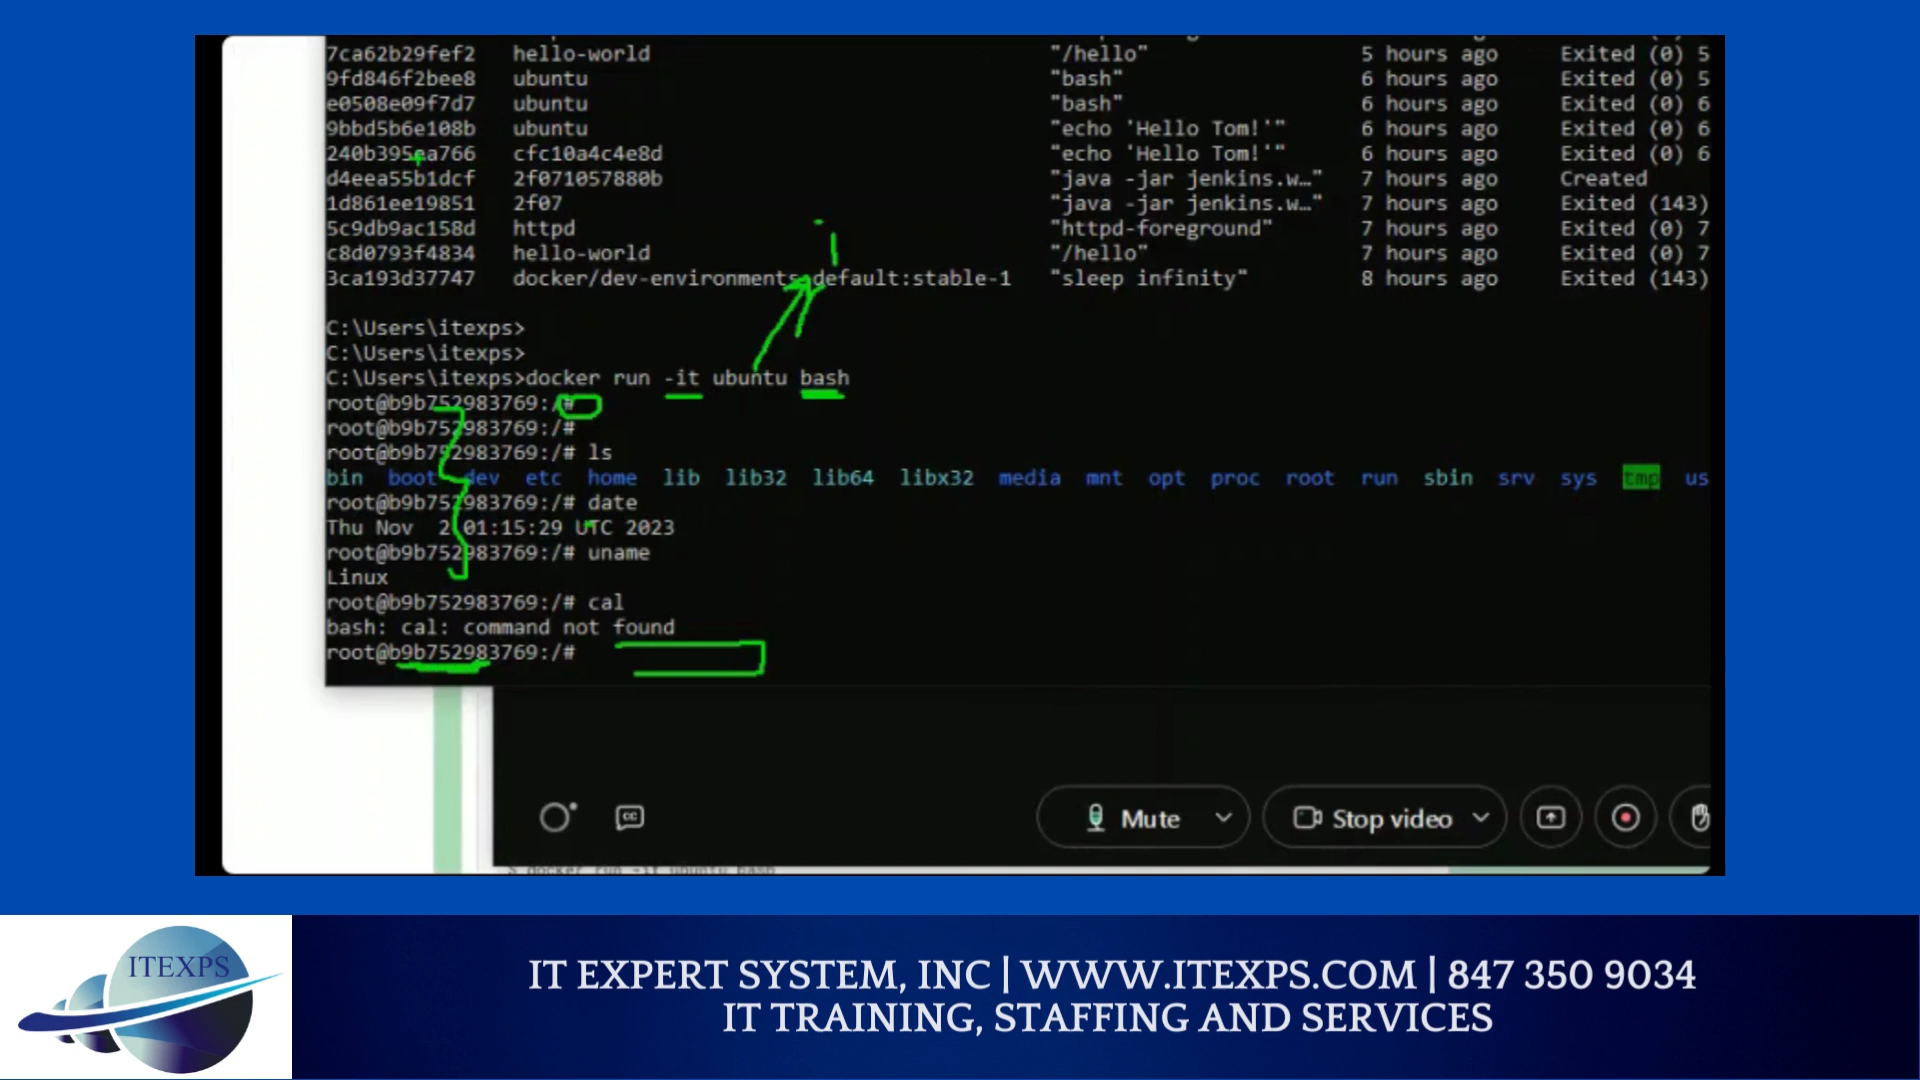 7ca62b29fef2 hello-world "/hello" 5 hours ago Exited (0) 5
9fd846f2bee8 ubuntu "bash" 6 hours ago Exited (0) 5
e0508e09f7d7 ubuntu "bash" 6 hours ago Exited (0) 6
9bbd5b6e108b ubuntu "echo 'Hello Tom!'" 6 hours ago Exited (0) 6
240b395ea766 cfc10a4c4e8d "echo 'Hello Tom!'" 6 hours ago Exited (0) 6
d4eea55b1dcf 2f071057880b "java -jar jenkins.w…" 7 hours ago Created
1d861ee19851 2f07 "java -jar jenkins.w…" 7 hours ago Exited (143)
5c9db9ac158d httpd "httpd-foreground" 7 hours ago Exited (0) 7
c8d0793f4834 hello-world "/hello" 7 hours ago Exited (0) 7
3ca193d37747 docker/dev-environments-default:stable-1 "sleep infinity" 8 hours ago Exited (143)
C:\Users\itexps>
C:\Users\itexps>
C:\Users\itexps>docker run -it ubuntu bash
root@b9b752983769:/#
root@b9b752983769:/#
root@b9b752983769:/# ls
bin boot dev etc home lib lib32 lib64 libx32 media mnt opt proc root run sbin srv sys tmp us
root@b9b752983769:/# date
Thu Nov  2 01:15:29 UTC 2023
root@b9b752983769:/# uname
Linux
root@b9b752983769:/# cal
bash: cal: command not found
root@b9b752983769:/#
CC Mute Stop video
$ docker run -it ubuntu bash
ITEXPS
IT EXPERT SYSTEM, INC | WWW.ITEXPS.COM | 847 350 9034
IT TRAINING, STAFFING AND SERVICES